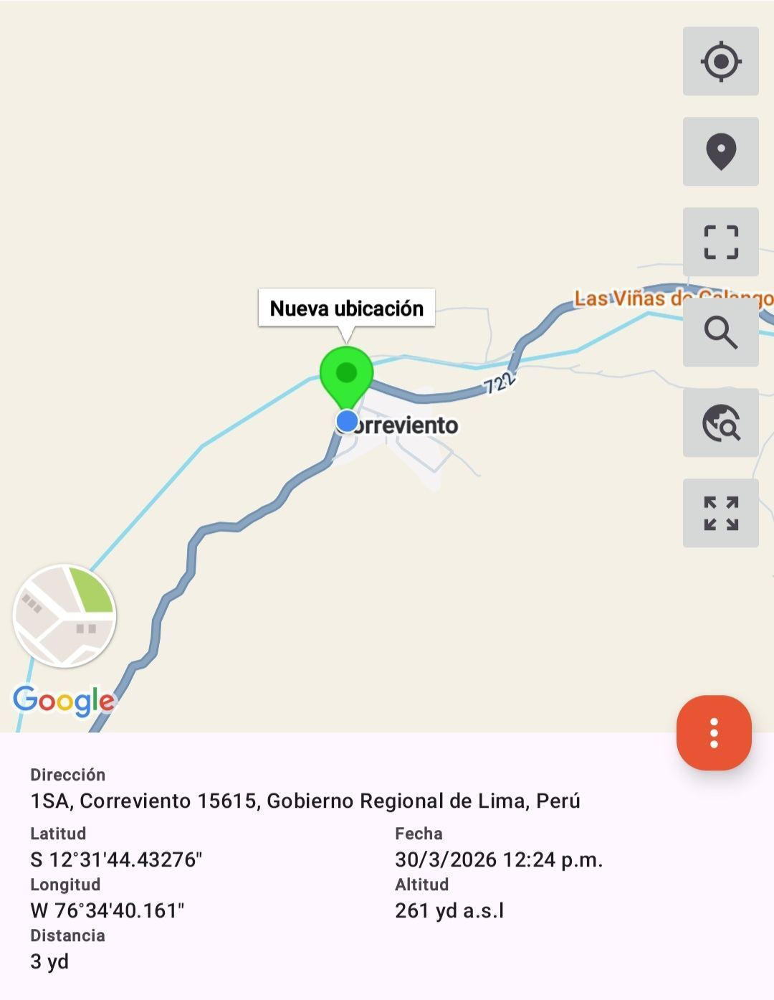 Las Viñas de Calango
Nueva ubicación
722
Correviento
Google
Dirección
1SA, Correviento 15615, Gobierno Regional de Lima, Perú
Latitud
S 12°31'44.43276"
Fecha
30/3/2026 12:24 p.m.
Longitud
W 76°34'40.161"
Altitud
261 yd a.s.l
Distancia
3 yd